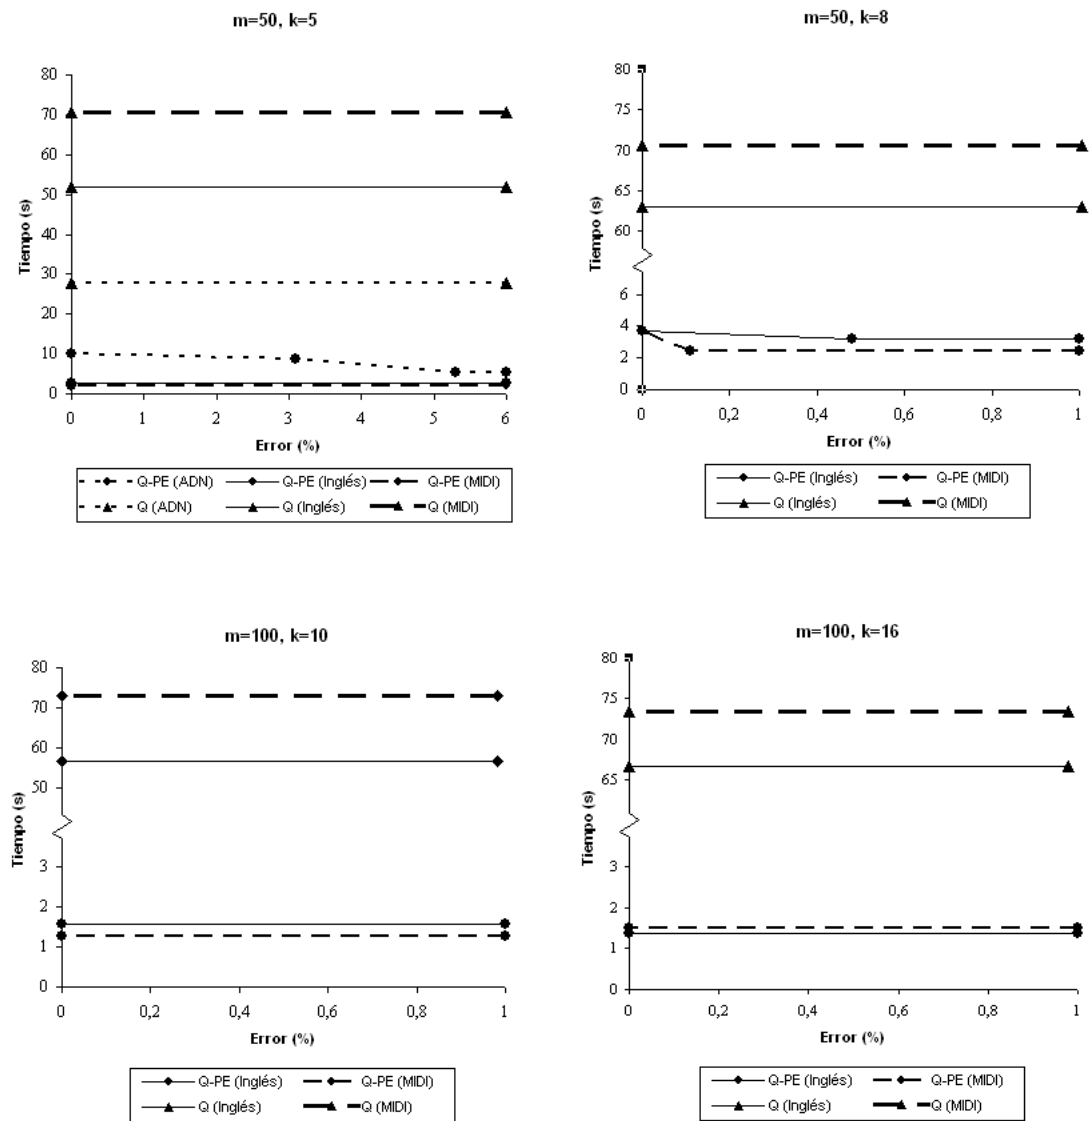 m=50, k=5
80
70
60
50
40
30
20
10
0
Tiempo (s)
0 1 2 3 4 5 6
Error (%)
Q-PE (ADN) Q-PE (Inglés) Q-PE (MIDI)
Q (ADN) Q (Inglés) Q (MIDI)
m=50, k=8
80
75
70
65
60
6
4
2
0
Tiempo (s)
0 0,2 0,4 0,6 0,8 1
Error (%)
Q-PE (Inglés) Q-PE (MIDI)
Q (Inglés) Q (MIDI)
m=100, k=10
80
70
60
50
3
2
1
0
Tiempo (s)
0 0,2 0,4 0,6 0,8 1
Error (%)
Q-PE (Inglés) Q-PE (MIDI)
Q (Inglés) Q (MIDI)
m=100, k=16
80
75
70
65
3
2
1
0
Tiempo (s)
0 0,2 0,4 0,6 0,8 1
Error (%)
Q-PE (Inglés) Q-PE (MIDI)
Q (Inglés) Q (MIDI)